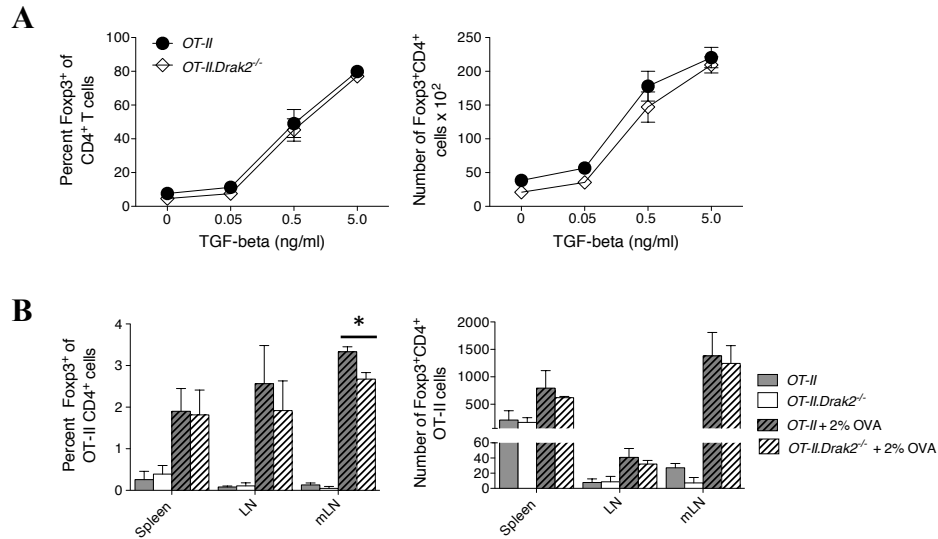 A
Percent Foxp3⁺ of
CD4⁺ T cells
100
80
60
40
20
0
OT-II
OT-II.Drak2⁻/⁻
0 0.05 0.5 5.0
TGF-beta (ng/ml)
Number of Foxp3⁺CD4⁺
cells x 10²
250
200
150
100
50
0
0 0.05 0.5 5.0
TGF-beta (ng/ml)
B
Percent Foxp3⁺ of
OT-II CD4⁺ cells
4
3
2
1
0
*
Spleen LN mLN
Number of Foxp3⁺CD4⁺
OT-II cells
2000
1500
1000
500
60
40
20
0
Spleen LN mLN
OT-II
OT-II.Drak2⁻/⁻
OT-II + 2% OVA
OT-II.Drak2⁻/⁻ + 2% OVA